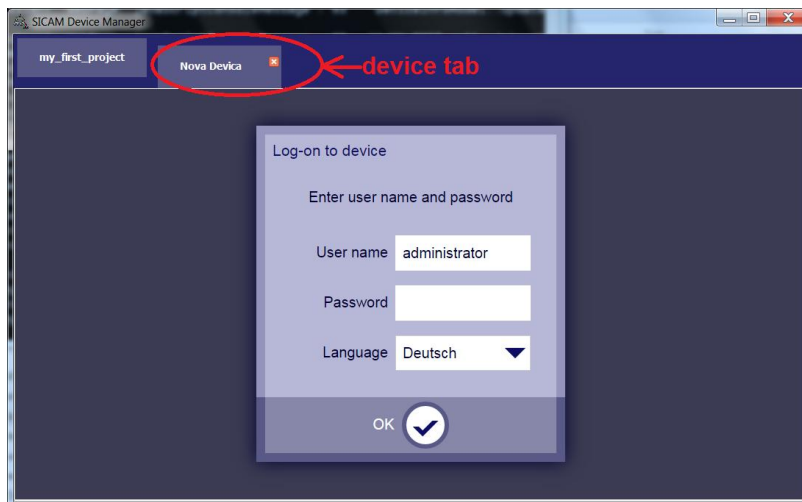 SICAM Device Manager
my_first_project
Nova Devica
device tab
Log-on to device
Enter user name and password
User name administrator
Password
Language Deutsch
OK